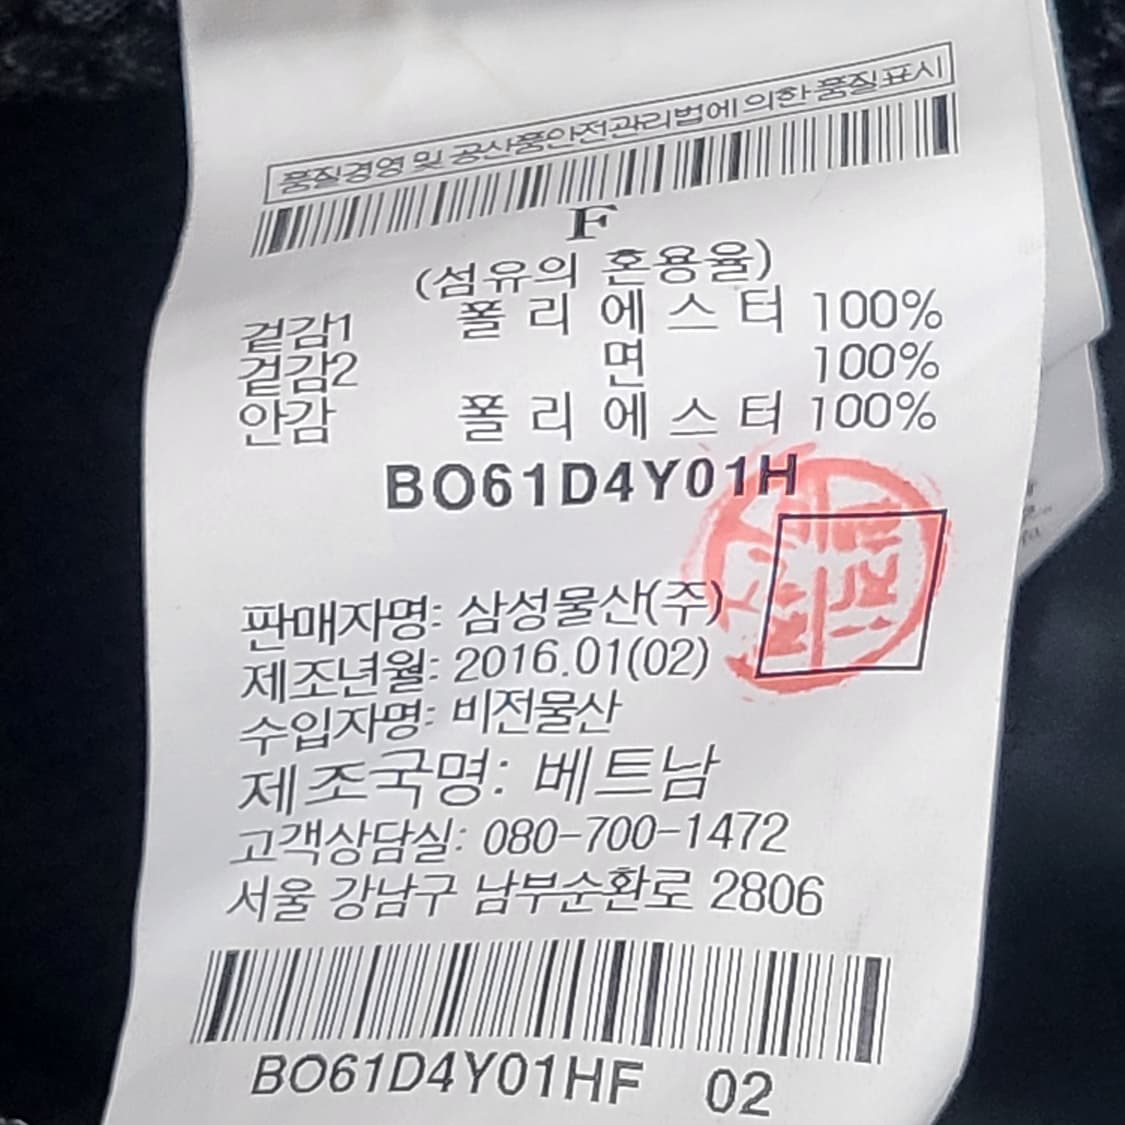 품질경영 및 공산품안전관리법에 의한 품질표시
F
(섬유의 혼용율)
겉감1 폴리에스터 100%
겉감2 면 100%
안감 폴리에스터 100%
BO61D4Y01H
판매자명: 삼성물산(주)
제조년월: 2016.01(02)
수입자명: 비전물산
제조국명: 베트남
고객상담실: 080-700-1472
서울 강남구 남부순환로 2806
BO61D4Y01HF 02